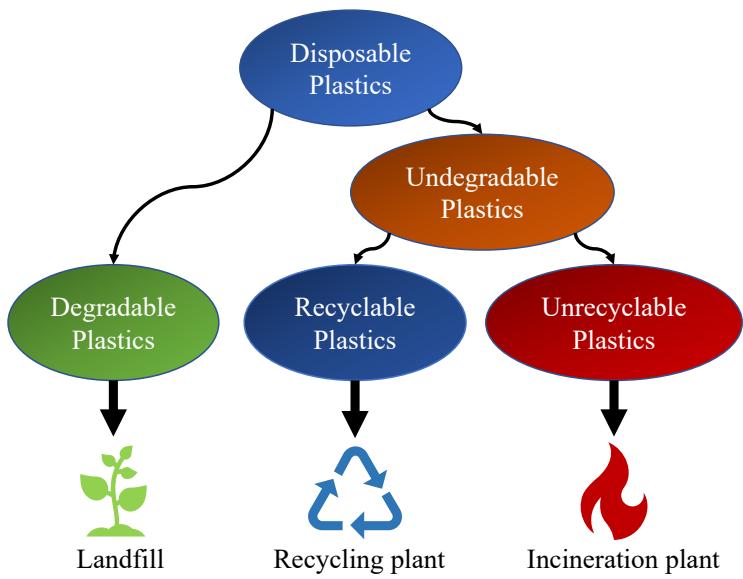 Disposable
Plastics
Undegradable
Plastics
Degradable
Plastics
Recyclable
Plastics
Unrecyclable
Plastics
Landfill
Recycling plant
Incineration plant